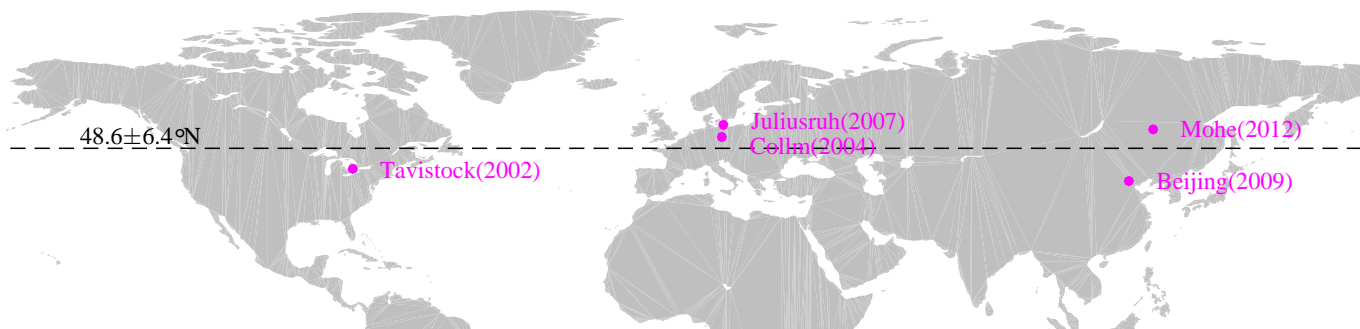 Juliusruh(2007)
Mohe(2012)
48.6±6.4°N
Collm(2004)
Tavistock(2002)
Beijing(2009)